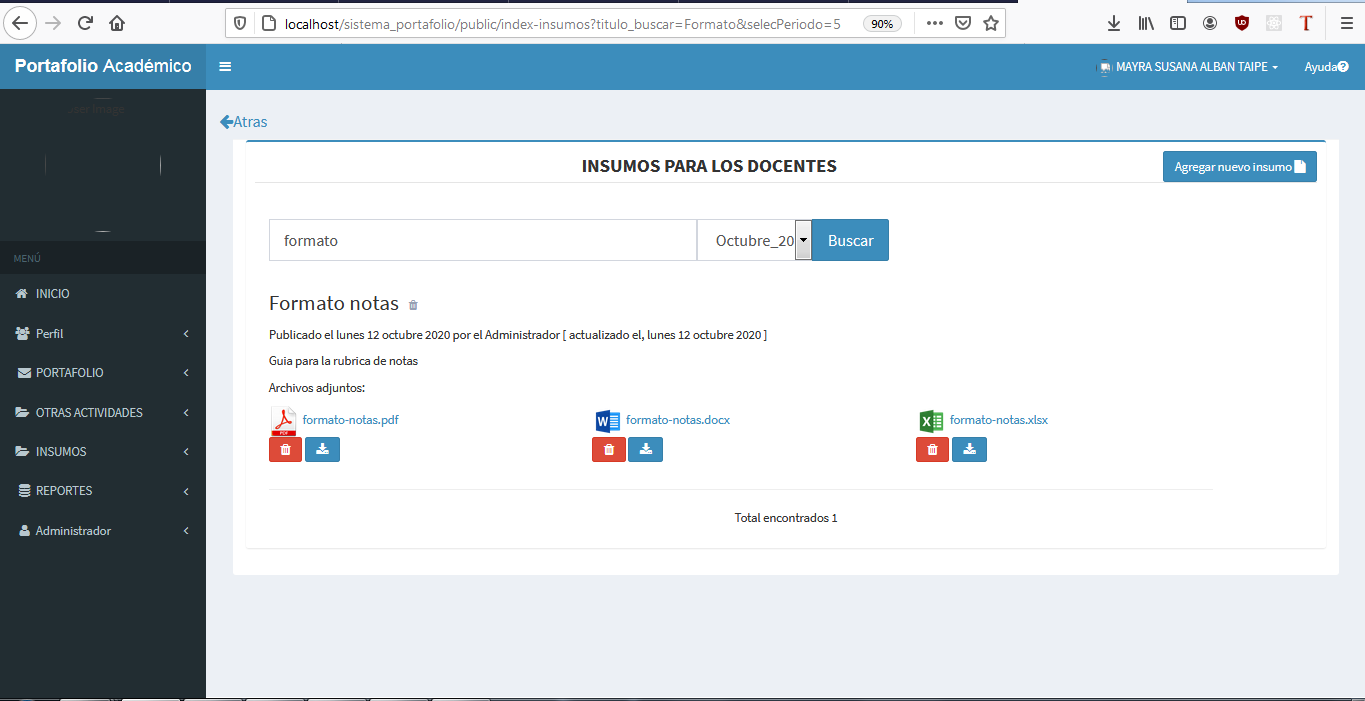 localhost/sistema_portafolio/public/index-insumos?titulo_buscar=Formato&selecPeriodo=5
90%
Portafolio Académico
MAYRA SUSANA ALBAN TAIPE
Ayuda
Atras
INSUMOS PARA LOS DOCENTES
Agregar nuevo insumo
MENÚ
INICIO
Perfil
PORTAFOLIO
OTRAS ACTIVIDADES
INSUMOS
REPORTES
Administrador
formato
Octubre_20
Buscar
Formato notas
Publicado el lunes 12 octubre 2020 por el Administrador [ actualizado el, lunes 12 octubre 2020 ]
Guia para la rubrica de notas
Archivos adjuntos:
formato-notas.pdf
formato-notas.docx
formato-notas.xlsx
Total encontrados 1